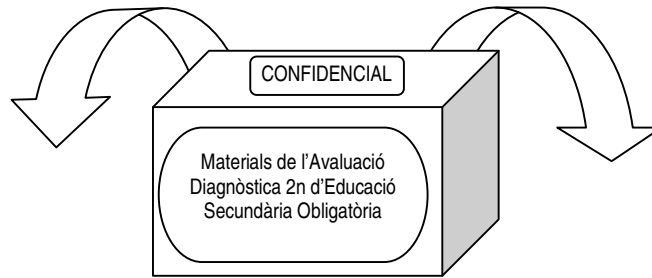 CONFIDENCIAL
Materials de l'Avaluació
Diagnòstica 2n d'Educació
Secundària Obligatòria